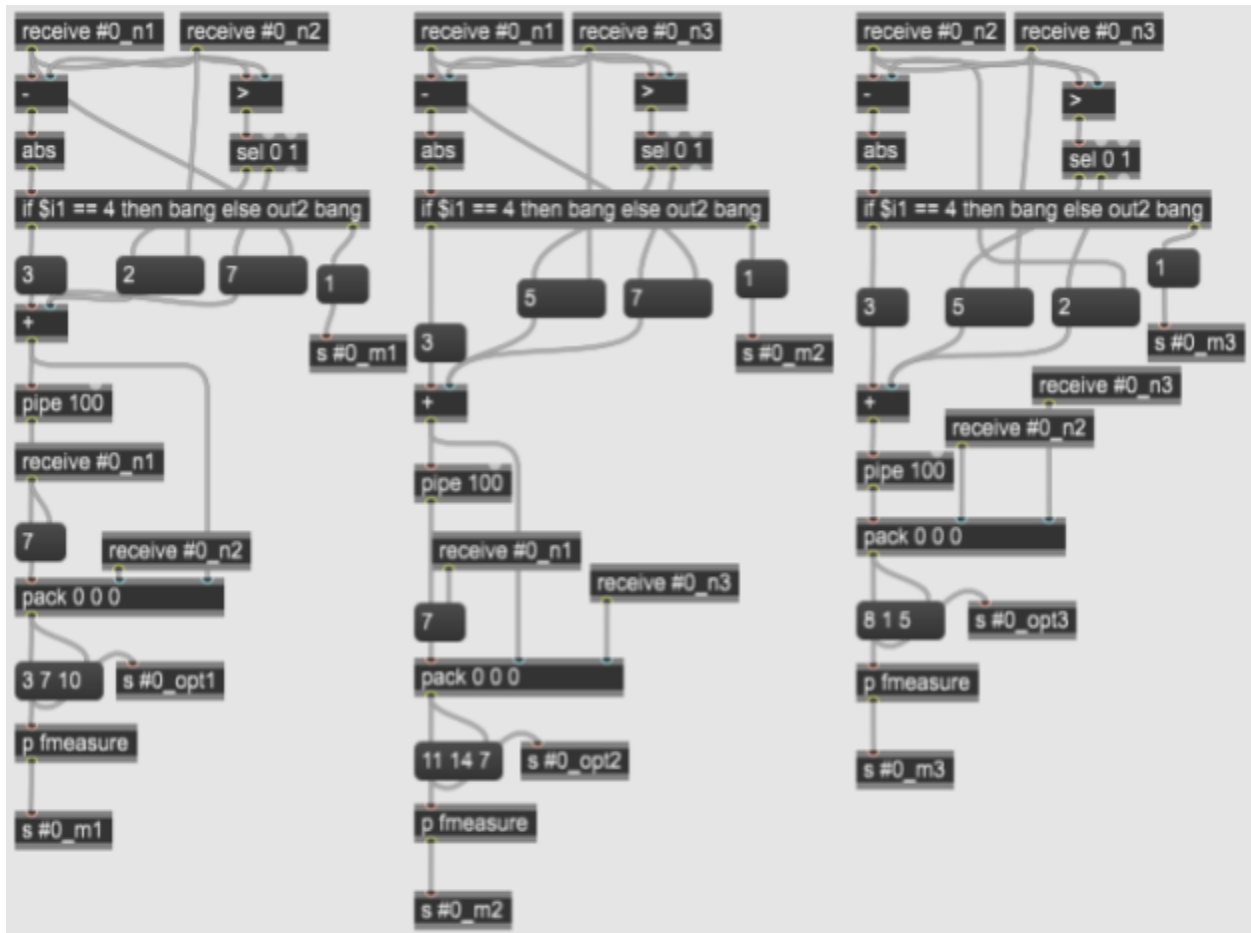 receive #0_n1
receive #0_n2
-
>
abs
sel 0 1
if $i1 == 4 then bang else out2 bang
3
2
7
1
+
s #0_m1
pipe 100
receive #0_n1
7
receive #0_n2
pack 0 0 0
3 7 10
s #0_opt1
p fmeasure
s #0_m1
receive #0_n1
receive #0_n3
-
>
abs
sel 0 1
if $i1 == 4 then bang else out2 bang
5
7
1
3
s #0_m2
+
pipe 100
receive #0_n1
receive #0_n3
7
pack 0 0 0
11 14 7
s #0_opt2
p fmeasure
s #0_m2
receive #0_n2
receive #0_n3
-
>
abs
sel 0 1
if $i1 == 4 then bang else out2 bang
1
3
5
2
s #0_m3
receive #0_n3
+
receive #0_n2
pipe 100
pack 0 0 0
8 1 5
s #0_opt3
p fmeasure
s #0_m3